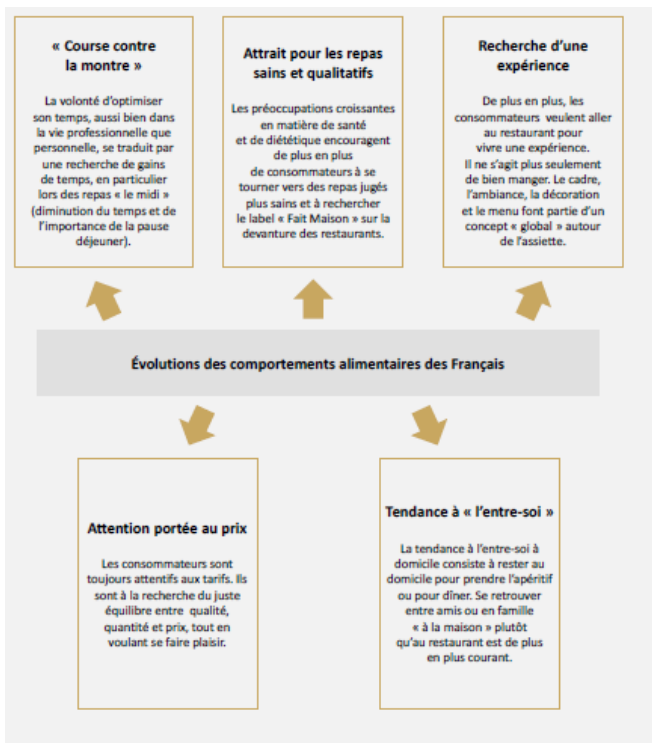 « Course contre
la montre »
La volonté d'optimiser
son temps, aussi bien dans
la vie professionnelle que
personnelle, se traduit par
une recherche de gains
de temps, en particulier
lors des repas « le midi »
(diminution du temps et de
l'importance de la pause
déjeuner).
Attrait pour les repas
sains et qualitatifs
Les préoccupations croissantes
en matière de santé
et de diététique encouragent
de plus en plus
de consommateurs à se
tourner vers des repas jugés
plus sains et à rechercher
le label « Fait Maison » sur la
devanture des restaurants.
Recherche d'une
expérience
De plus en plus, les
consommateurs veulent aller
au restaurant pour
vivre une expérience.
Il ne s'agit plus seulement
de bien manger. Le cadre,
l'ambiance, la décoration
et le menu font partie d'un
concept « global » autour
de l'assiette.
Évolutions des comportements alimentaires des Français
Attention portée au prix
Les consommateurs sont
toujours attentifs aux tarifs. Ils
sont à la recherche du juste
équilibre entre qualité,
quantité et prix, tout en
voulant se faire plaisir.
Tendance à « l'entre-soi »
La tendance à l'entre-soi à
domicile consiste à rester au
domicile pour prendre l'apéritif
ou pour dîner. Se retrouver
entre amis ou en famille
« à la maison » plutôt
qu'au restaurant est de plus
en plus courant.